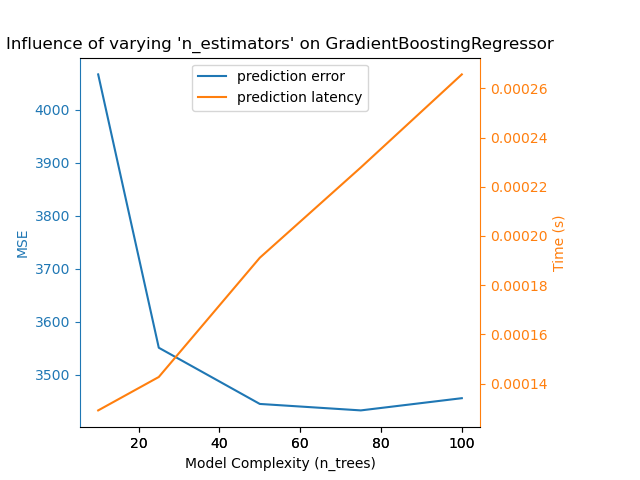 Influence of varying 'n_estimators' on GradientBoostingRegressor
prediction error
prediction latency
MSE
4000
3900
3800
3700
3600
3500
0.00026
0.00024
0.00022
0.00020
0.00018
0.00016
0.00014
Time (s)
20 40 60 80 100
Model Complexity (n_trees)